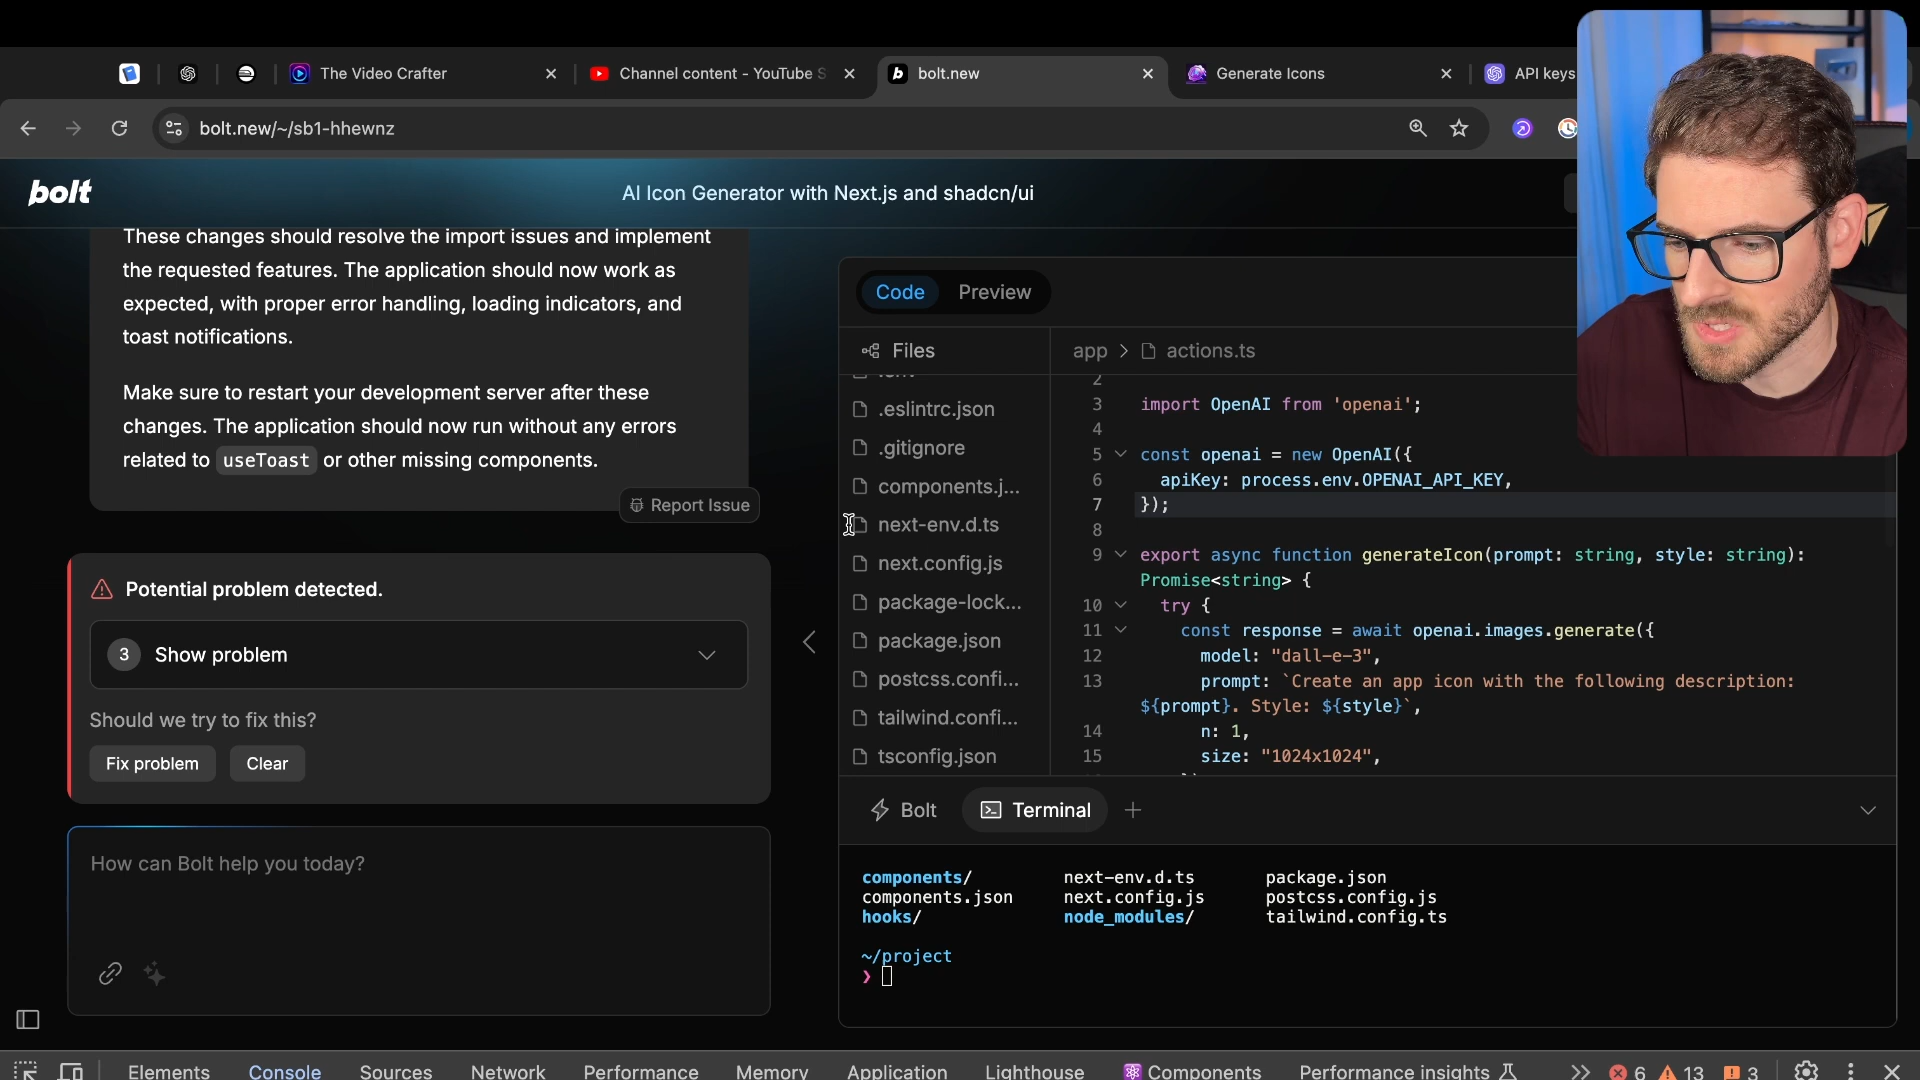 The Video Crafter
Channel content - YouTube S
bolt.new
Generate Icons
API keys
bolt.new/~/sb1-hhewnz
bolt
AI Icon Generator with Next.js and shadcn/ui
These changes should resolve the import issues and implement
the requested features. The application should now work as
expected, with proper error handling, loading indicators, and
toast notifications.
Make sure to restart your development server after these
changes. The application should now run without any errors
related to useToast or other missing components.
Report Issue
Potential problem detected.
3 Show problem
Should we try to fix this?
Fix problem
Clear
How can Bolt help you today?
Code
Preview
Files
app > actions.ts
.eslintrc.json
.gitignore
components.j...
next-env.d.ts
next.config.js
package-lock...
package.json
postcss.confi...
tailwind.confi...
tsconfig.json
2
3 import OpenAI from 'openai';
4
5 const openai = new OpenAI({
6 apiKey: process.env.OPENAI_API_KEY,
7 });
8
9 export async function generateIcon(prompt: string, style: string):
Promise<string> {
10 try {
11 const response = await openai.images.generate({
12 model: "dall-e-3",
13 prompt: `Create an app icon with the following description:
${prompt}. Style: ${style}`,
14 n: 1,
15 size: "1024x1024",
Bolt
Terminal
components/ next-env.d.ts package.json
components.json next.config.js postcss.config.js
hooks/ node_modules/ tailwind.config.ts
~/project
❯
Elements Console Sources Network Performance Memory Application Lighthouse Components Performance insights 6 13 3